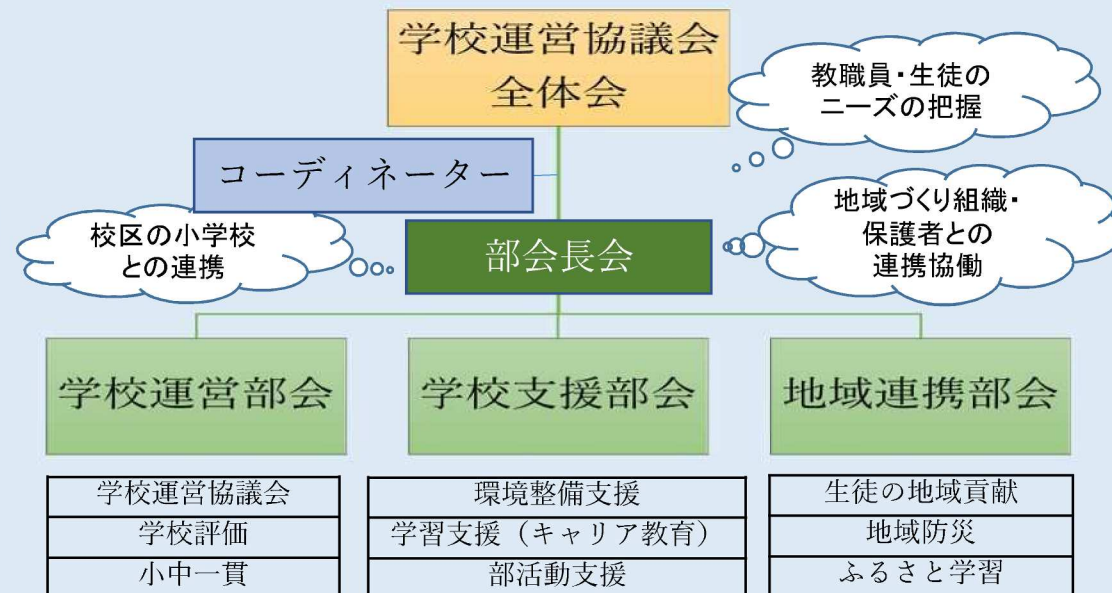 学校運営協議会
全体会
教職員・生徒の
ニーズの把握
コーディネーター
地域づくり組織・
保護者との
連携協働
校区の小学校
との連携
部会長会
学校運営部会
学校支援部会
地域連携部会
学校運営協議会
学校評価
小中一貫
環境整備支援
学習支援（キャリア教育）
部活動支援
生徒の地域貢献
地域防災
ふるさと学習